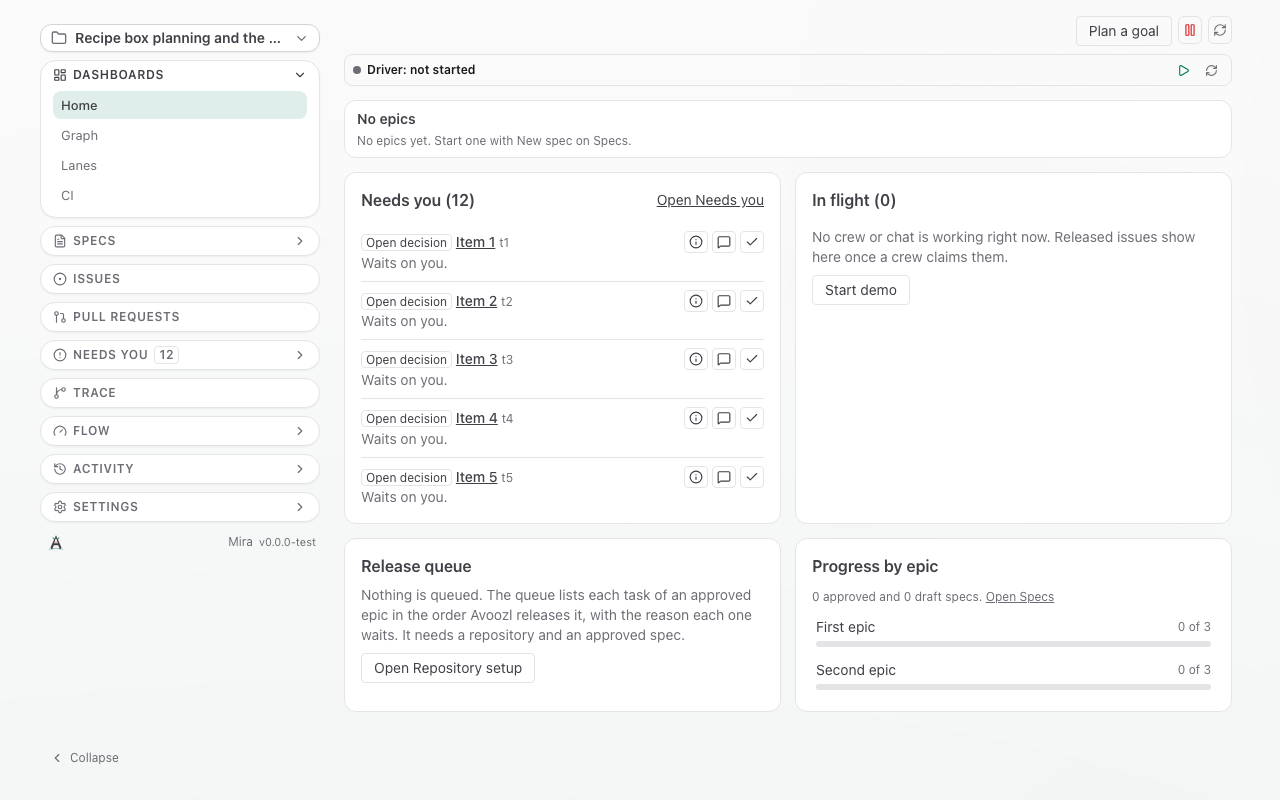 Recipe box planning and the ...
Plan a goal
DASHBOARDS
Home
Graph
Lanes
CI
SPECS
ISSUES
PULL REQUESTS
NEEDS YOU 12
TRACE
FLOW
ACTIVITY
SETTINGS
Mira v0.0.0-test
Collapse
Driver: not started
No epics
No epics yet. Start one with New spec on Specs.
Needs you (12)
Open Needs you
Open decision Item 1 t1
Waits on you.
Open decision Item 2 t2
Waits on you.
Open decision Item 3 t3
Waits on you.
Open decision Item 4 t4
Waits on you.
Open decision Item 5 t5
Waits on you.
In flight (0)
No crew or chat is working right now. Released issues show
here once a crew claims them.
Start demo
Release queue
Nothing is queued. The queue lists each task of an approved
epic in the order Avoozl releases it, with the reason each one
waits. It needs a repository and an approved spec.
Open Repository setup
Progress by epic
0 approved and 0 draft specs. Open Specs
First epic 0 of 3
Second epic 0 of 3